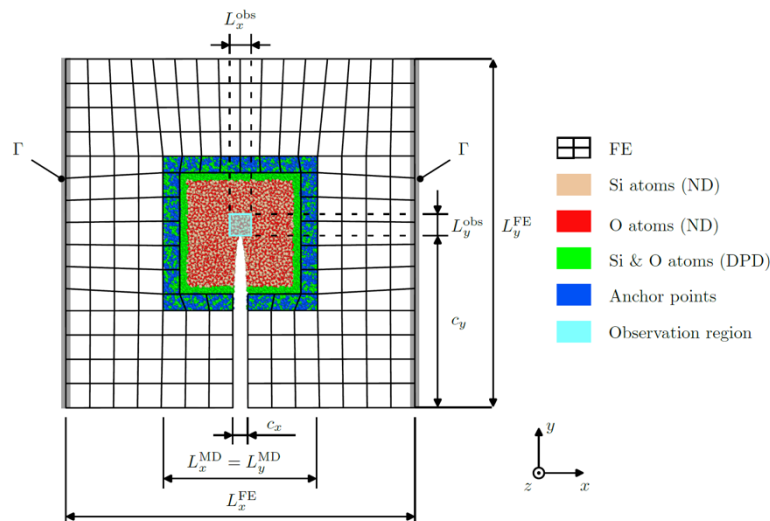 L_x^obs
Γ
Γ
L_y^obs
L_y^FE
c_y
c_x
L_x^MD = L_y^MD
L_x^FE
FE
Si atoms (ND)
O atoms (ND)
Si & O atoms (DPD)
Anchor points
Observation region
y
z
x